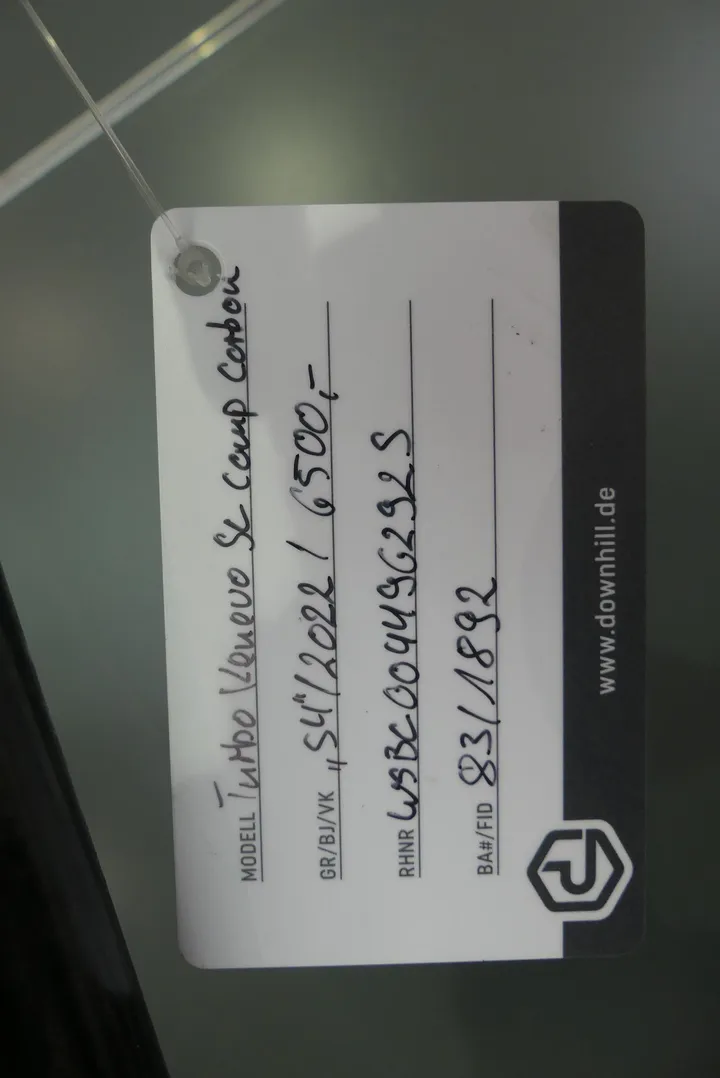 MODELL Turbo Kenevo SL Comp Carbon
GR/BJ/VK „S4"/2022/ 6500,-
RHNR WSBC004496292S
BA#/FID 83/1892
www.downhill.de